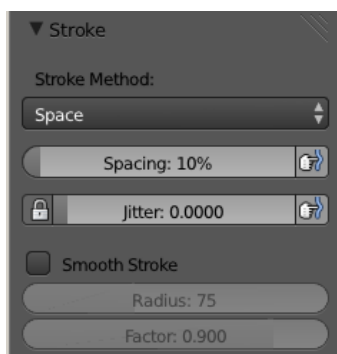 Stroke
Stroke Method:
Space
Spacing: 10%
Jitter: 0.0000
Smooth Stroke
Radius: 75
Factor: 0.900